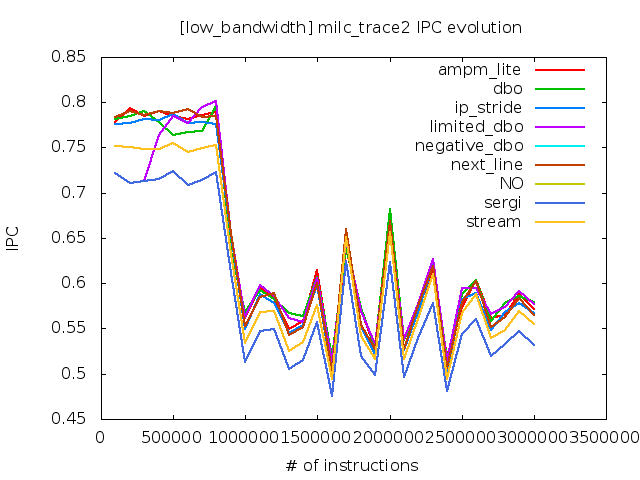 [low_bandwidth] milc_trace2 IPC evolution
0.85
0.8
0.75
0.7
0.65
0.6
0.55
0.5
0.45
IPC
ampm_lite
dbo
ip_stride
limited_dbo
negative_dbo
next_line
NO
sergi
stream
0 500000 1000000 1500000 2000000 2500000 3000000 3500000
# of instructions